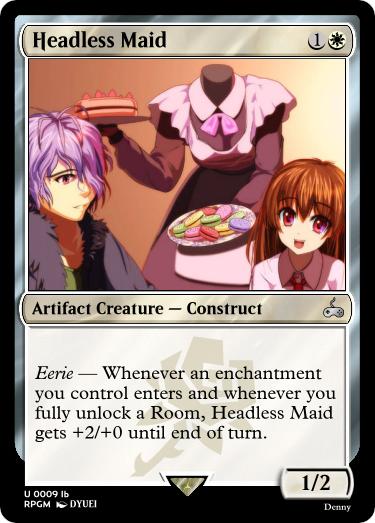 Headless Maid 1
Artifact Creature — Construct
Eerie — Whenever an enchantment
you control enters and whenever you
fully unlock a Room, Headless Maid
gets +2/+0 until end of turn.
1/2
U 0009 Ib
RPGM DYUEI
Denny